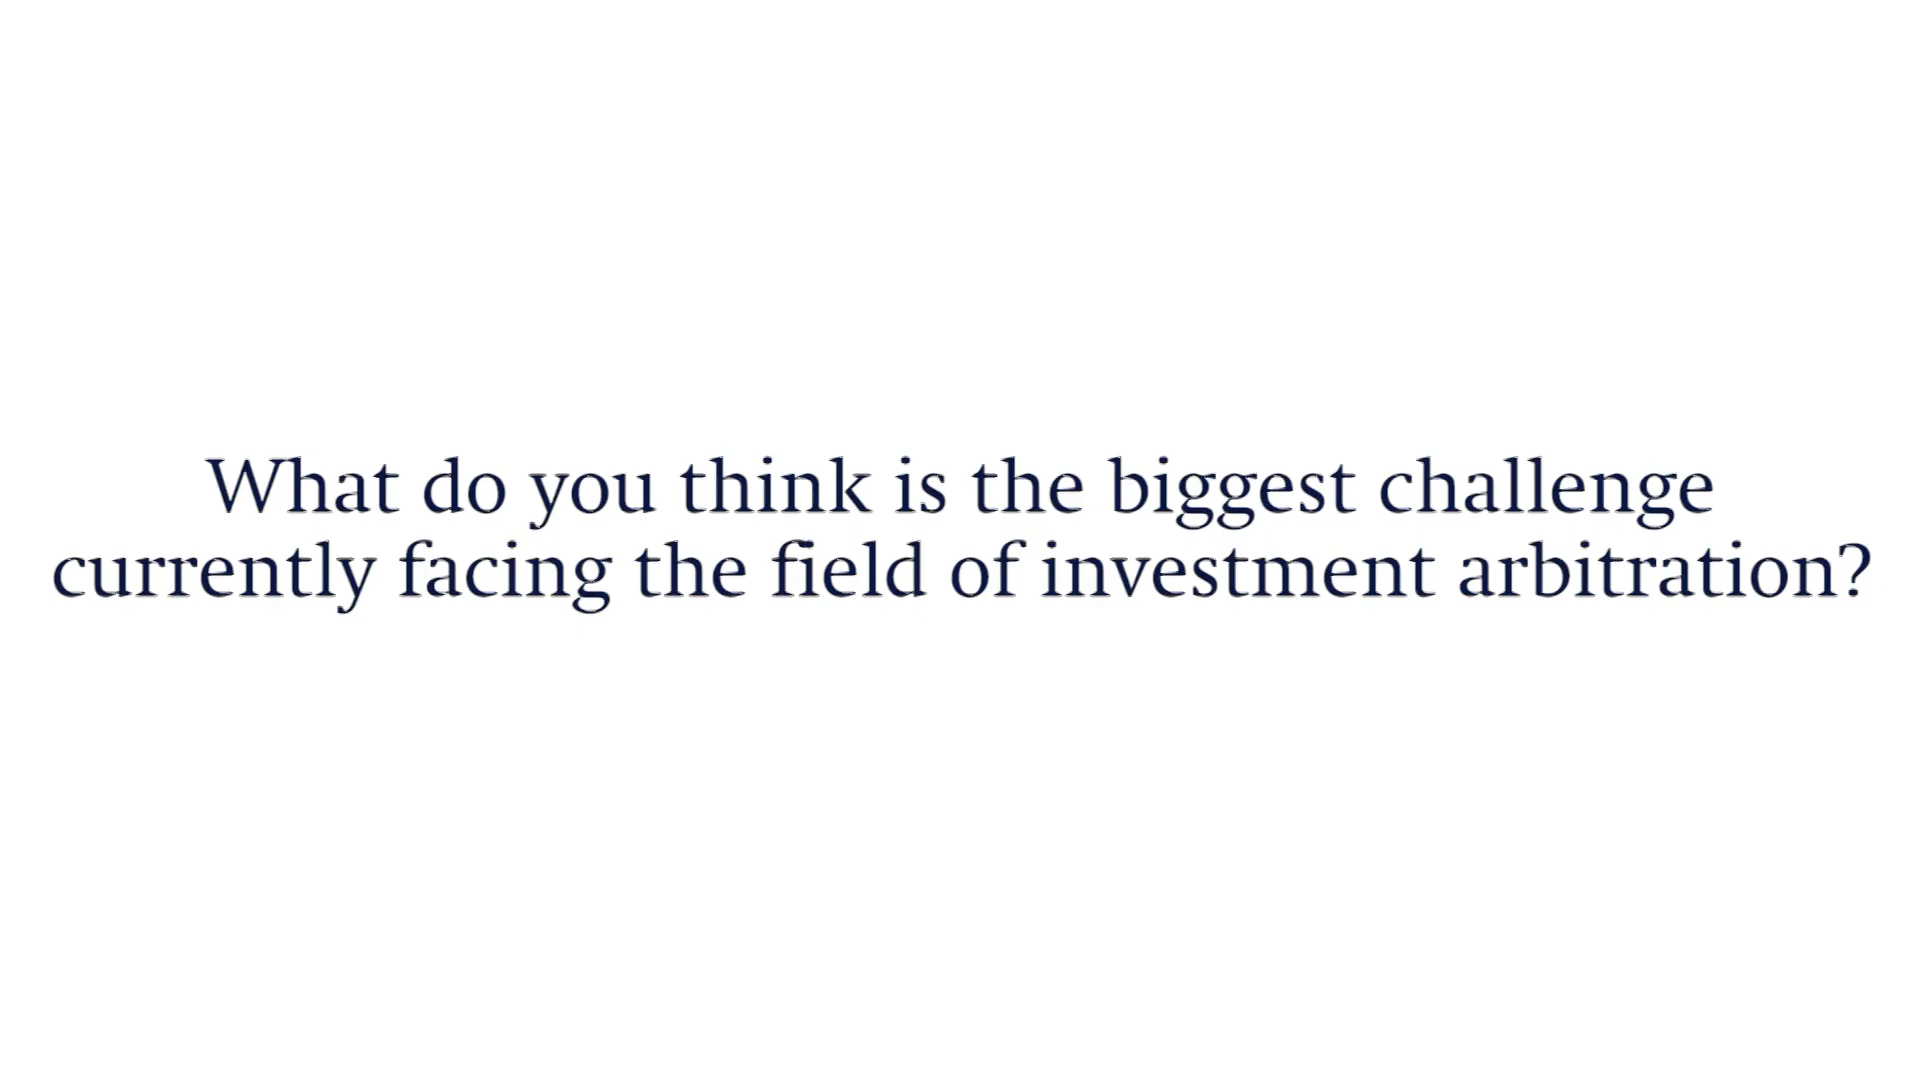 What do you think is the biggest challenge
currently facing the field of investment arbitration?